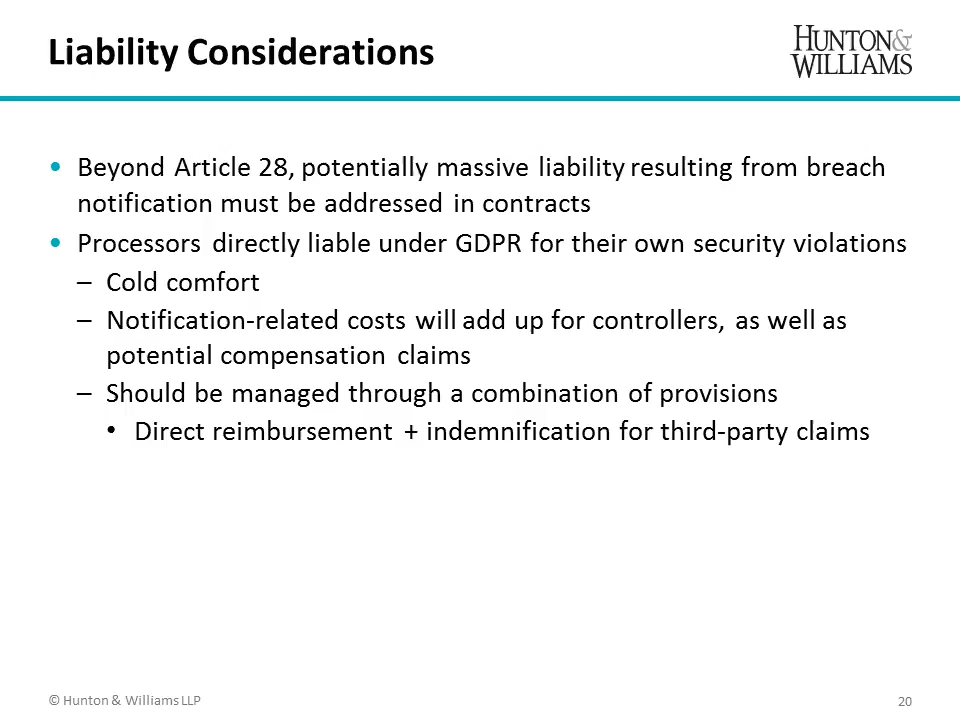 Liability Considerations
HUNTON&
WILLIAMS
• Beyond Article 28, potentially massive liability resulting from breach
notification must be addressed in contracts
• Processors directly liable under GDPR for their own security violations
– Cold comfort
– Notification-related costs will add up for controllers, as well as
potential compensation claims
– Should be managed through a combination of provisions
• Direct reimbursement + indemnification for third-party claims
© Hunton & Williams LLP
20